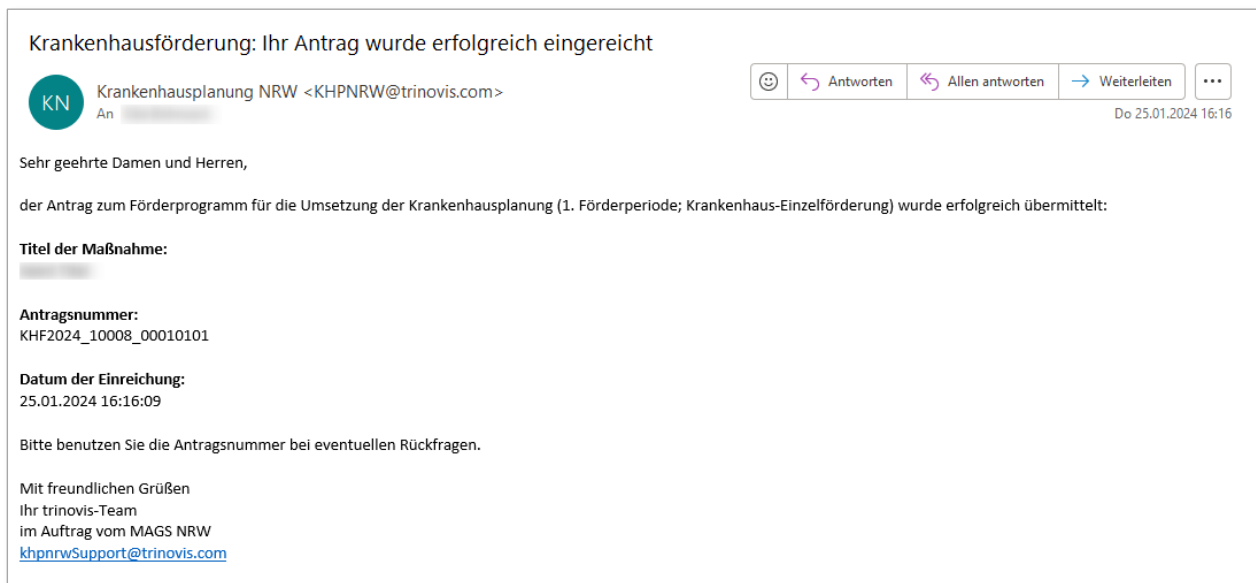 Krankenhausförderung: Ihr Antrag wurde erfolgreich eingereicht
KN
Krankenhausplanung NRW <KHPNRW@trinovis.com>
An
Antworten
Allen antworten
Weiterleiten
Do 25.01.2024 16:16
Sehr geehrte Damen und Herren,
der Antrag zum Förderprogramm für die Umsetzung der Krankenhausplanung (1. Förderperiode; Krankenhaus-Einzelförderung) wurde erfolgreich übermittelt:
Titel der Maßnahme:
Antragsnummer:
KHF2024_10008_00010101
Datum der Einreichung:
25.01.2024 16:16:09
Bitte benutzen Sie die Antragsnummer bei eventuellen Rückfragen.
Mit freundlichen Grüßen
Ihr trinovis-Team
im Auftrag vom MAGS NRW
khpnrwSupport@trinovis.com